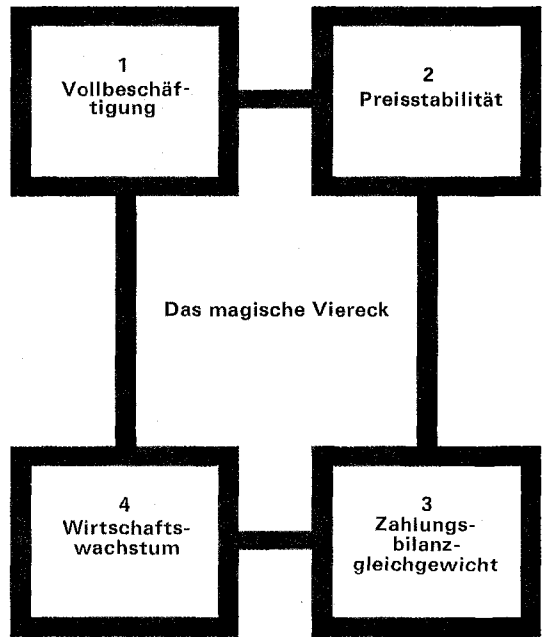 1
Vollbeschäf-
tigung
2
Preisstabilität
Das magische Viereck
4
Wirtschafts-
wachstum
3
Zahlungs-
bilanz-
gleichgewicht